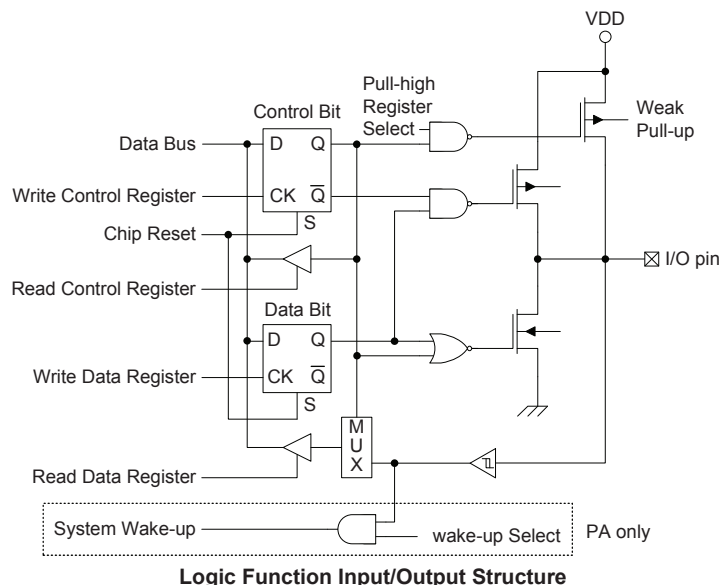 VDD
Pull-high
Register
Select
Weak
Pull-up
Control Bit
Data Bus
D
Q
Write Control Register
CK
Q
S
Chip Reset
I/O pin
Read Control Register
Data Bit
D
Q
Write Data Register
CK
Q
S
M
U
X
Read Data Register
System Wake-up
wake-up Select
PA only
Logic Function Input/Output Structure